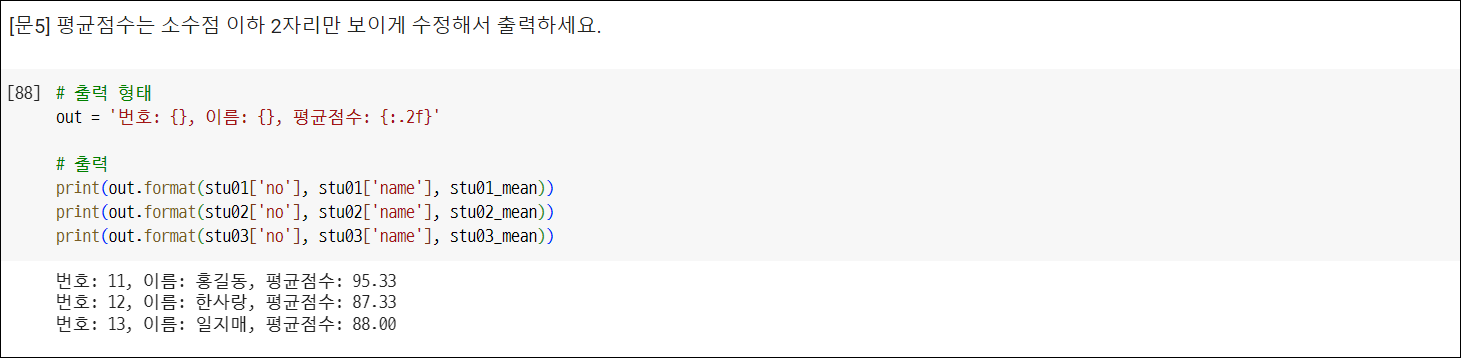 [문5] 평균점수는 소수점 이하 2자리만 보이게 수정해서 출력하세요.
[88] # 출력 형태
out = '번호: {}, 이름: {}, 평균점수: {:.2f}'
# 출력
print(out.format(stu01['no'], stu01['name'], stu01_mean))
print(out.format(stu02['no'], stu02['name'], stu02_mean))
print(out.format(stu03['no'], stu03['name'], stu03_mean))
번호: 11, 이름: 홍길동, 평균점수: 95.33
번호: 12, 이름: 한사랑, 평균점수: 87.33
번호: 13, 이름: 일지매, 평균점수: 88.00